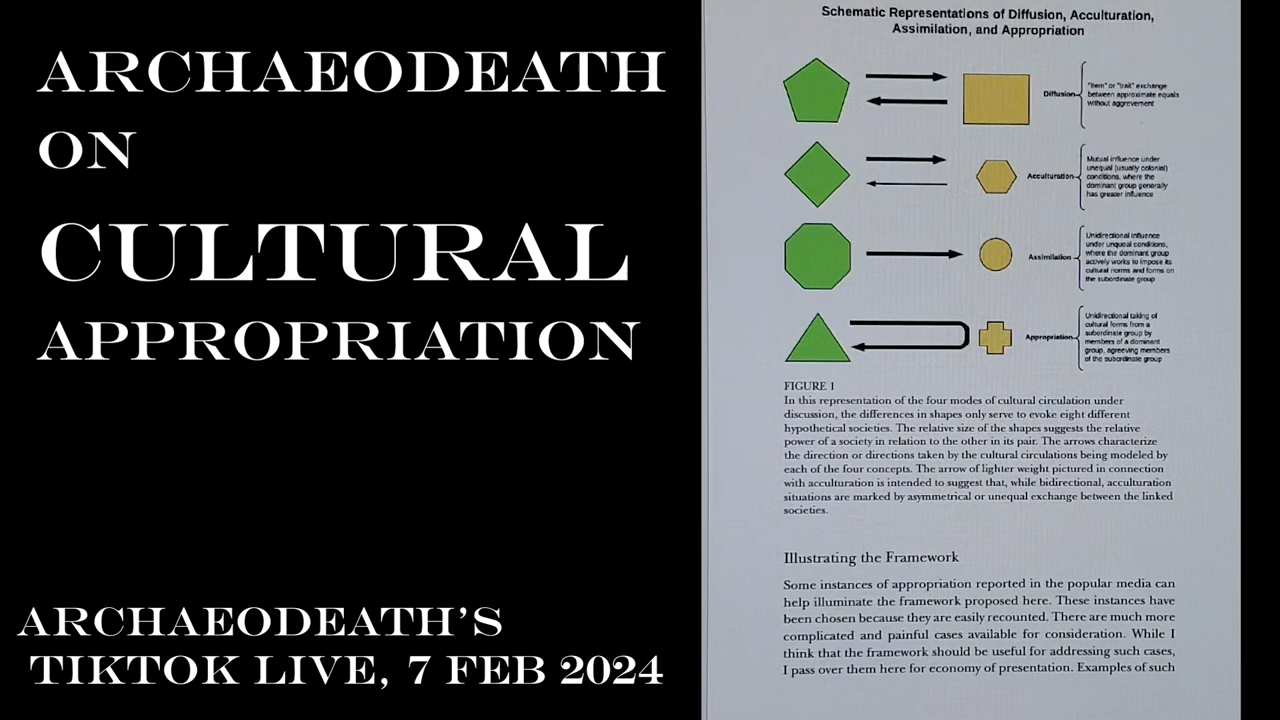 ARCHAEODEATH
ON
CULTURAL
APPROPRIATION
ARCHAEODEATH'S
TIKTOK LIVE, 7 FEB 2024
Schematic Representations of Diffusion, Acculturation,
Assimilation, and Appropriation
Diffusion
"Item" or "trait" exchange
between approximate equals
without aggrevement
Acculturation
Mutual influence under
unequal (usually colonial)
conditions, where the
dominant group generally
has greater influence
Assimilation
Unidirectional influence
under unequal conditions,
where the dominant group
actively works to impose its
cultural norms and forms on
the subordinate group
Appropriation
Unidirectional taking of
cultural forms from a
subordinate group by
members of a dominant
group, agreeving members
of the subordinate group
FIGURE 1
In this representation of the four modes of cultural circulation under
discussion, the differences in shapes only serve to evoke eight different
hypothetical societies. The relative size of the shapes suggests the relative
power of a society in relation to the other in its pair. The arrows characterize
the direction or directions taken by the cultural circulations being modeled by
each of the four concepts. The arrow of lighter weight pictured in connection
with acculturation is intended to suggest that, while bidirectional, acculturation
situations are marked by asymmetrical or unequal exchange between the linked
societies.
Illustrating the Framework
Some instances of appropriation reported in the popular media can
help illuminate the framework proposed here. These instances have
been chosen because they are easily recounted. There are much more
complicated and painful cases available for consideration. While I
think that the framework should be useful for addressing such cases,
I pass over them here for economy of presentation. Examples of such